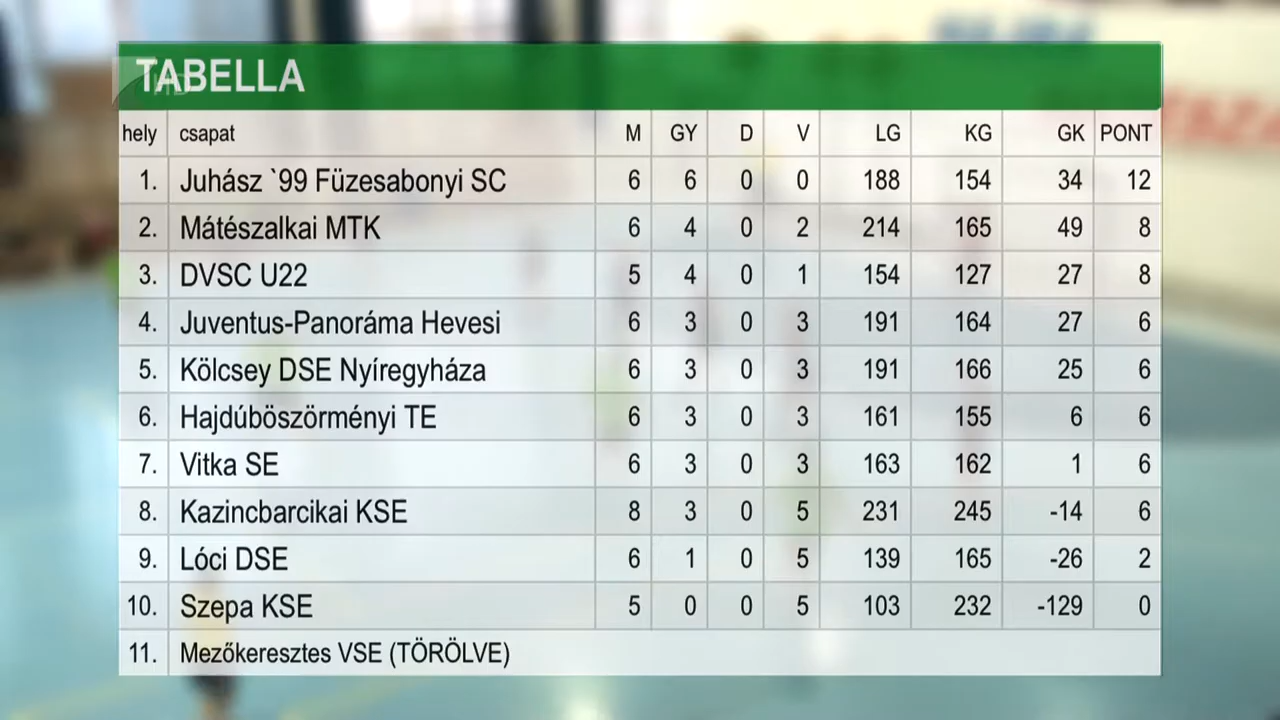 TABELLA
HD
hely csapat M GY D V LG KG GK PONT
1. Juhász `99 Füzesabonyi SC 6 6 0 0 188 154 34 12
2. Mátészalkai MTK 6 4 0 2 214 165 49 8
3. DVSC U22 5 4 0 1 154 127 27 8
4. Juventus-Panoráma Hevesi 6 3 0 3 191 164 27 6
5. Kölcsey DSE Nyíregyháza 6 3 0 3 191 166 25 6
6. Hajdúböszörményi TE 6 3 0 3 161 155 6 6
7. Vitka SE 6 3 0 3 163 162 1 6
8. Kazincbarcikai KSE 8 3 0 5 231 245 -14 6
9. Lóci DSE 6 1 0 5 139 165 -26 2
10. Szepa KSE 5 0 0 5 103 232 -129 0
11. Mezőkeresztes VSE (TÖRÖLVE)